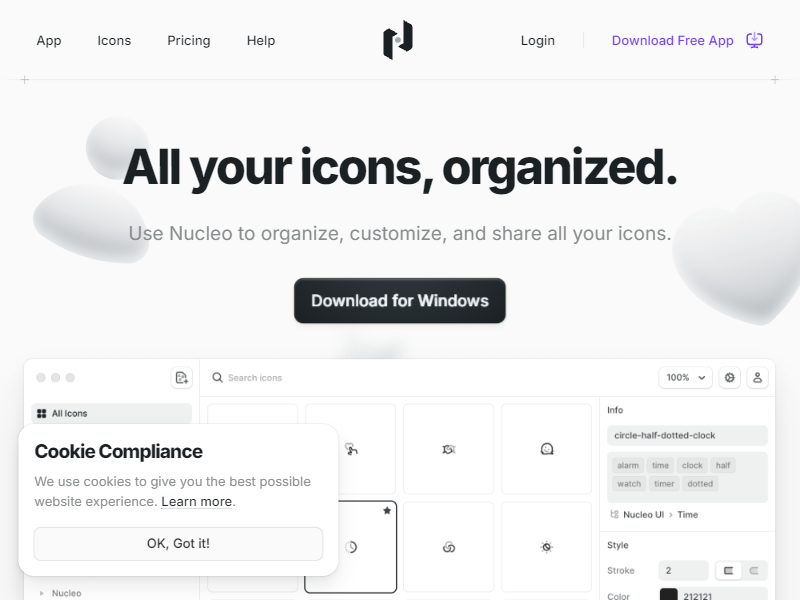 App
Icons
Pricing
Help
Login
Download Free App
All your icons, organized.
Use Nucleo to organize, customize, and share all your icons.
Download for Windows
Search icons
100%
All Icons
Info
circle-half-dotted-clock
alarm time clock half
watch timer dotted
Nucleo UI › Time
Style
Stroke 2
Color 212121
Cookie Compliance
We use cookies to give you the best possible
website experience. Learn more.
OK, Got it!
Nucleo